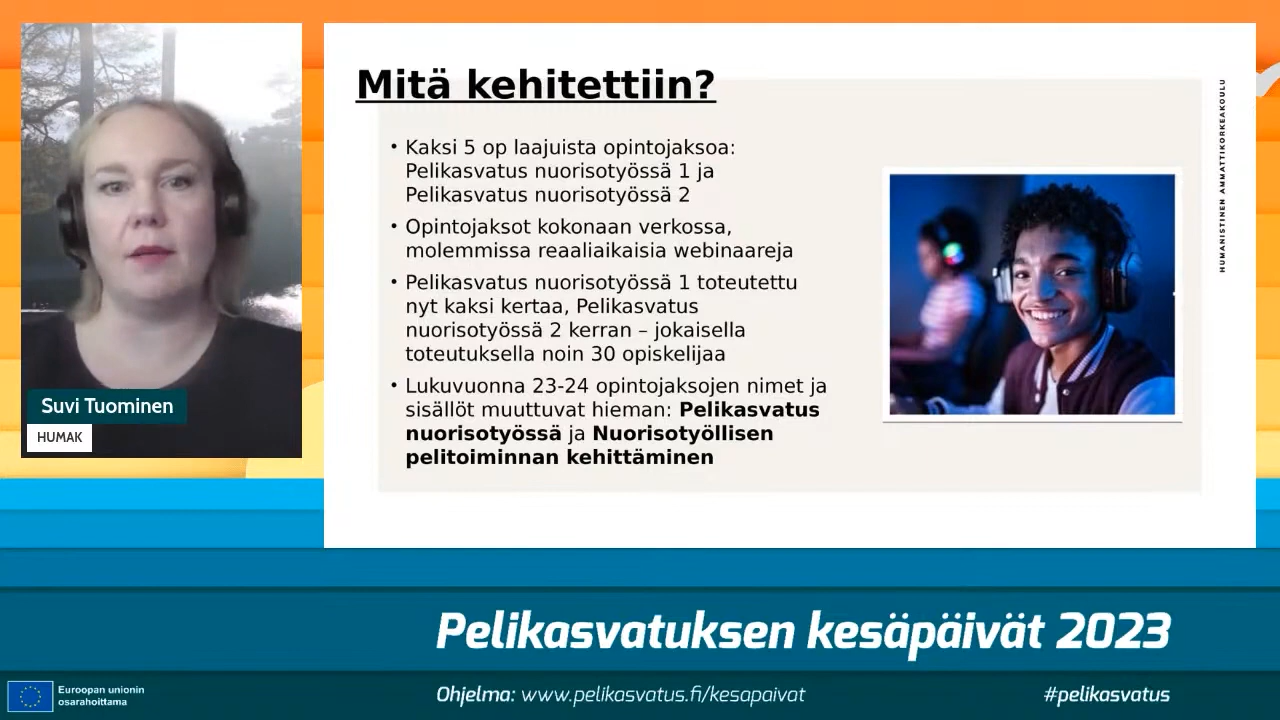 Mitä kehitettiin?
• Kaksi 5 op laajuista opintojaksoa:
Pelikasvatus nuorisotyössä 1 ja
Pelikasvatus nuorisotyössä 2
• Opintojaksot kokonaan verkossa,
molemmissa reaaliaikaisia webinaareja
• Pelikasvatus nuorisotyössä 1 toteutettu
nyt kaksi kertaa, Pelikasvatus
nuorisotyössä 2 kerran – jokaisella
toteutuksella noin 30 opiskelijaa
• Lukuvuonna 23-24 opintojaksojen nimet ja
sisällöt muuttuvat hieman: Pelikasvatus
nuorisotyössä ja Nuorisotyöllisen
pelitoiminnan kehittäminen
HUMANISTINEN AMMATTIKORKEAKOULU
Suvi Tuominen
HUMAK
Pelikasvatuksen kesäpäivät 2023
Euroopan unionin
osarahoittama
Ohjelma: www.pelikasvatus.fi/kesapaivat
#pelikasvatus